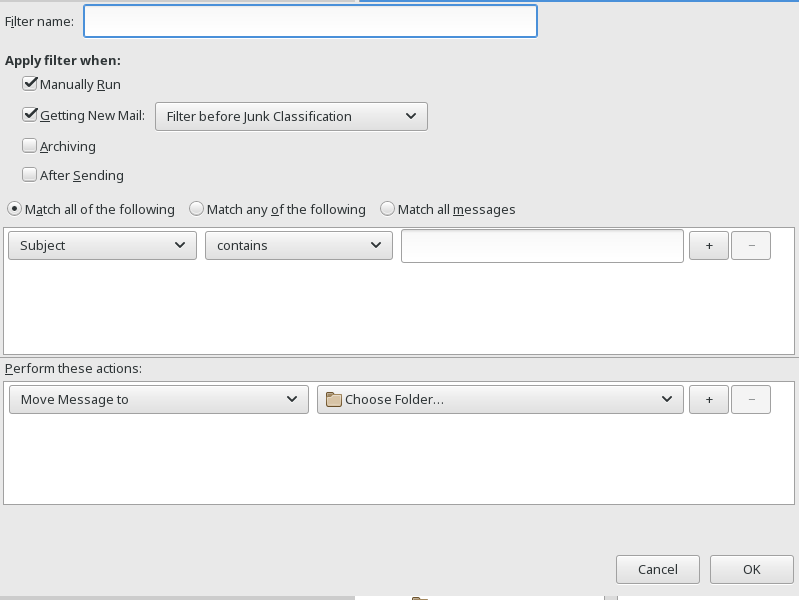 Filter name:
Apply filter when:
Manually Run
Getting New Mail: Filter before Junk Classification
Archiving
After Sending
Match all of the following Match any of the following Match all messages
Subject contains + −
Perform these actions:
Move Message to Choose Folder… + −
Cancel OK